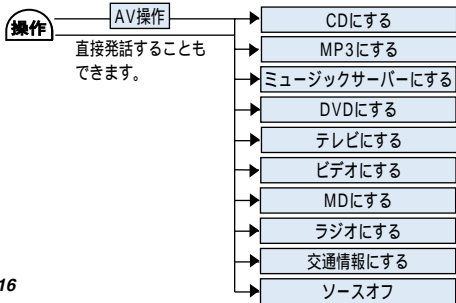 操作
AV操作
直接発話することも
できます。
CDにする
MP3にする
ミュージックサーバーにする
DVDにする
テレビにする
ビデオにする
MDにする
ラジオにする
交通情報にする
ソースオフ
16